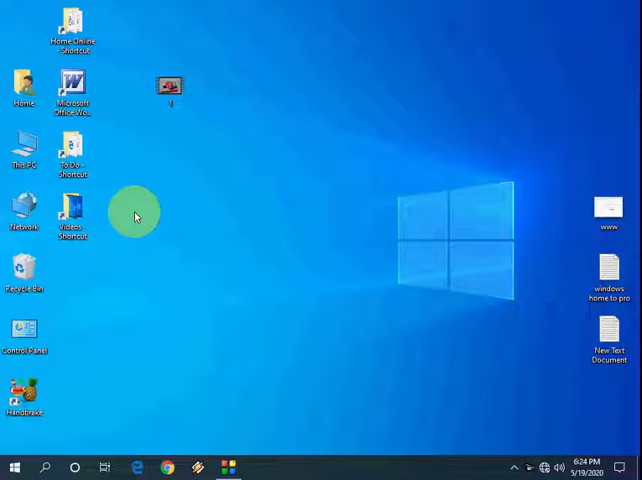 Home Online
- Shortcut
Home
Microsoft
Office Wo...
1
This PC
To Do -
Shortcut
Network
Videos -
Shortcut
www
Recycle Bin
windows
home to pro
Control Panel
New Text
Document
Handbrake
6:24 PM
5/19/2020